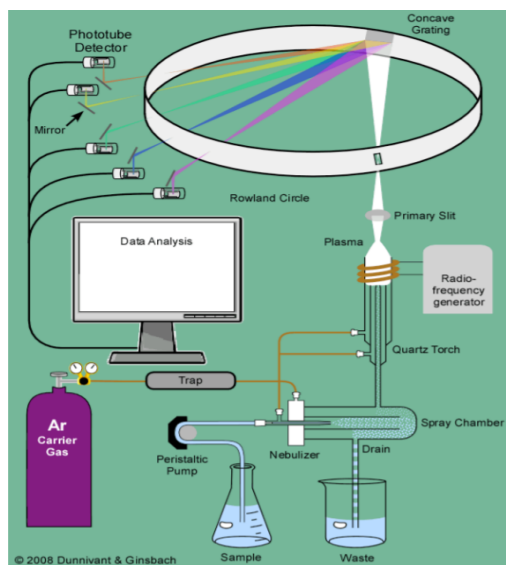 Concave
Grating
Phototube
Detector
Mirror
Rowland Circle
Primary Slit
Plasma
Data Analysis
Radio-
frequency
generator
Quartz Torch
Trap
Ar
Carrier
Gas
Spray Chamber
Peristaltic
Pump
Nebulizer
Drain
Sample
Waste
© 2008 Dunnivant & Ginsbach